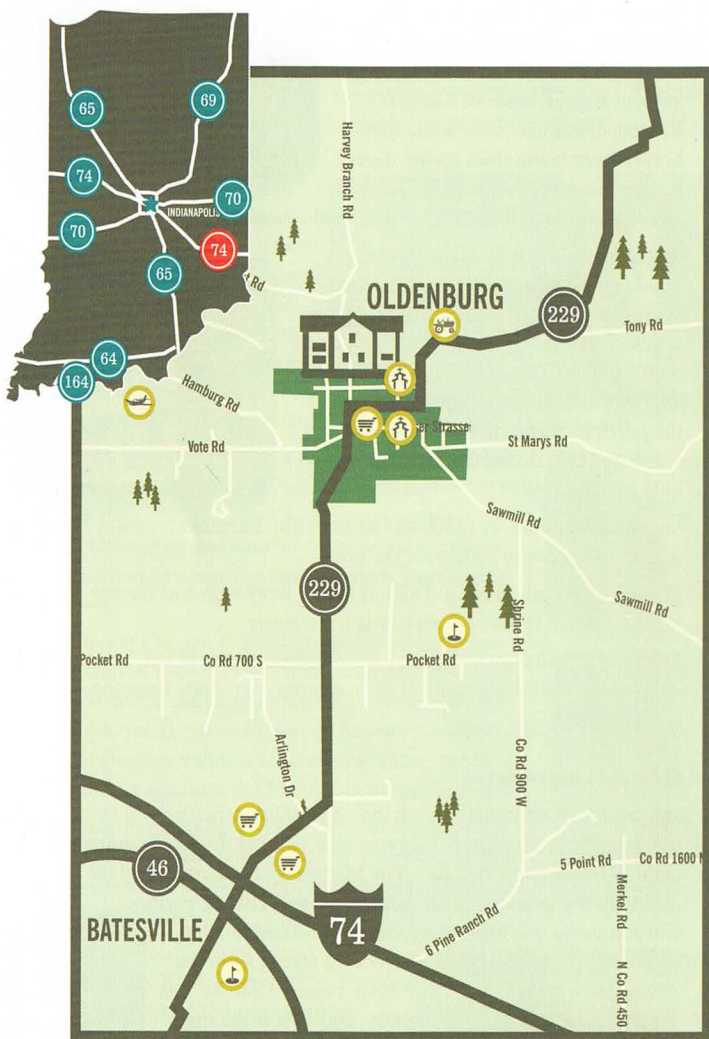 65
69
74
70
INDIANAPOLIS
70
74
65
64
164
Harvey Branch Rd
OLDENBURG
229
Tony Rd
Hamburg Rd
Vote Rd
er Strasse
St Marys Rd
Sawmill Rd
229
Shrine Rd
Sawmill Rd
Pocket Rd
Co Rd 700 S
Pocket Rd
Arlington Dr
Co Rd 900 W
46
5 Point Rd
Co Rd 1600 N
Merkel Rd
BATESVILLE
74
6 Pine Ranch Rd
N Co Rd 450